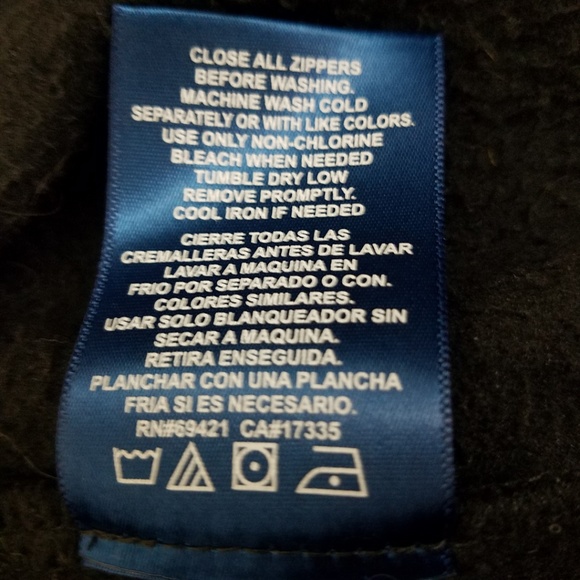 CLOSE ALL ZIPPERS
BEFORE WASHING.
MACHINE WASH COLD
SEPARATELY OR WITH LIKE COLORS.
USE ONLY NON-CHLORINE
BLEACH WHEN NEEDED
TUMBLE DRY LOW
REMOVE PROMPTLY.
COOL IRON IF NEEDED
CIERRE TODAS LAS
CREMALLERAS ANTES DE LAVAR
LAVAR A MAQUINA EN
FRIO POR SEPARADO O CON.
COLORES SIMILARES.
USAR SOLO BLANQUEADOR SIN
SECAR A MAQUINA.
RETIRA ENSEGUIDA.
PLANCHAR CON UNA PLANCHA
FRIA SI ES NECESARIO.
RN#69421 CA#17335